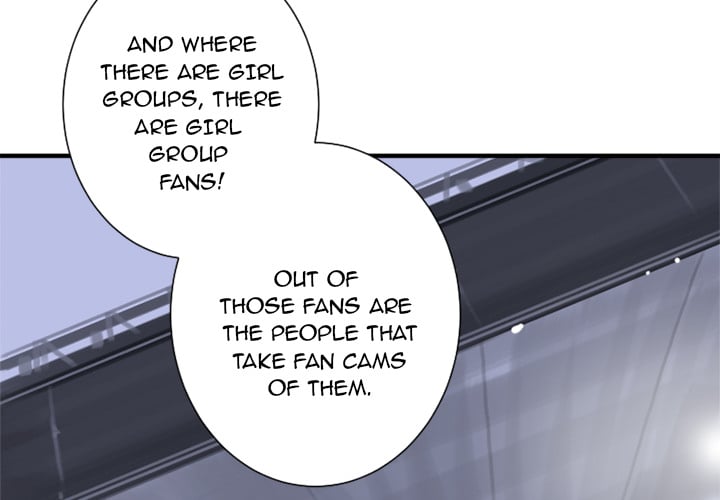 AND WHERE
THERE ARE GIRL
GROUPS, THERE
ARE GIRL
GROUP
FANS!
OUT OF
THOSE FANS ARE
THE PEOPLE THAT
TAKE FAN CAMS
OF THEM.